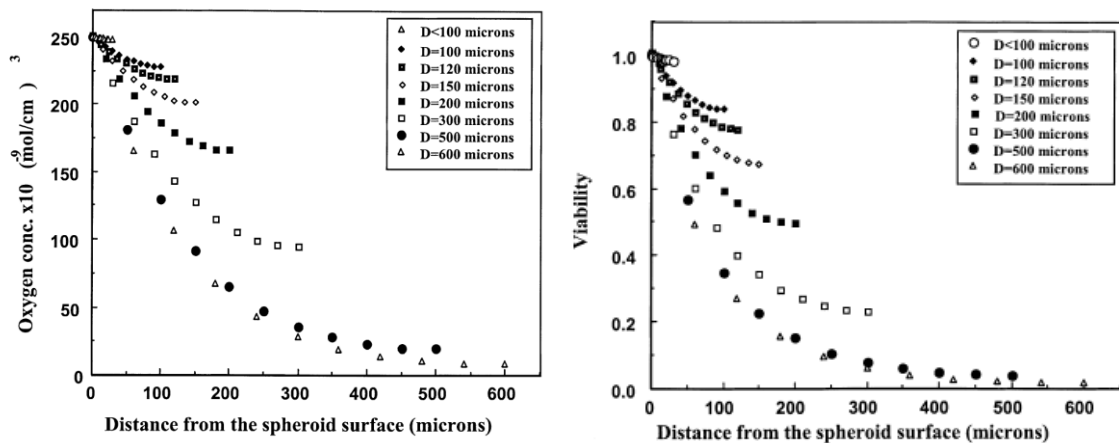 D<100 microns
D=100 microns
D=120 microns
D=150 microns
D=200 microns
D=300 microns
D=500 microns
D=600 microns
Oxygen conc. x10 (mol/cm )
-9
3
250
200
150
100
50
0
0 100 200 300 400 500 600
Distance from the spheroid surface (microns)
D<100 microns
D=100 microns
D=120 microns
D=150 microns
D=200 microns
D=300 microns
D=500 microns
D=600 microns
Viability
1.0
0.8
0.6
0.4
0.2
0.0
0 100 200 300 400 500 600
Distance from the spheroid surface (microns)